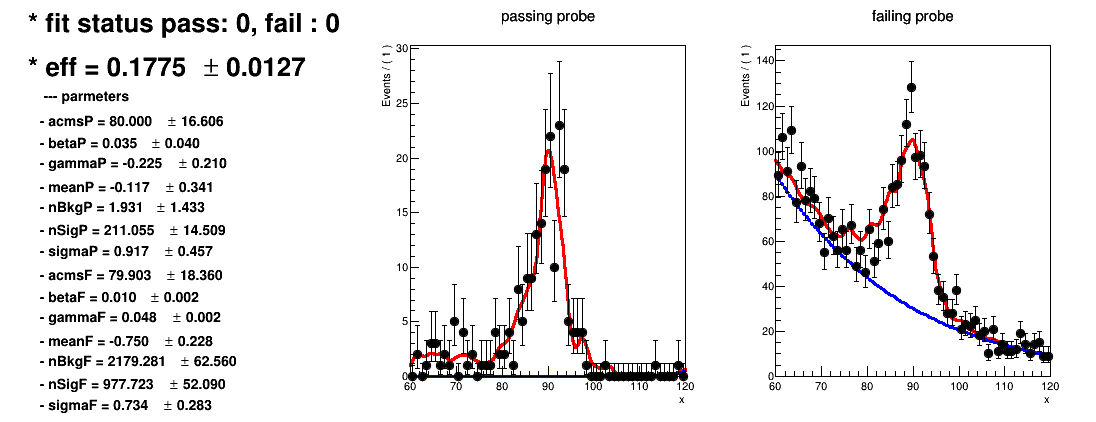 * fit status pass: 0, fail : 0
* eff = 0.1775 ± 0.0127
--- parmeters
- acmsP = 80.000 ± 16.606
- betaP = 0.035 ± 0.040
- gammaP = -0.225 ± 0.210
- meanP = -0.117 ± 0.341
- nBkgP = 1.931 ± 1.433
- nSigP = 211.055 ± 14.509
- sigmaP = 0.917 ± 0.457
- acmsF = 79.903 ± 18.360
- betaF = 0.010 ± 0.002
- gammaF = 0.048 ± 0.002
- meanF = -0.750 ± 0.228
- nBkgF = 2179.281 ± 62.560
- nSigF = 977.723 ± 52.090
- sigmaF = 0.734 ± 0.283
passing probe
Events / ( 1 )
30
25
20
15
10
5
0
60 70 80 90 100 110 120
x
failing probe
Events / ( 1 )
140
120
100
80
60
40
20
0
60 70 80 90 100 110 120
x